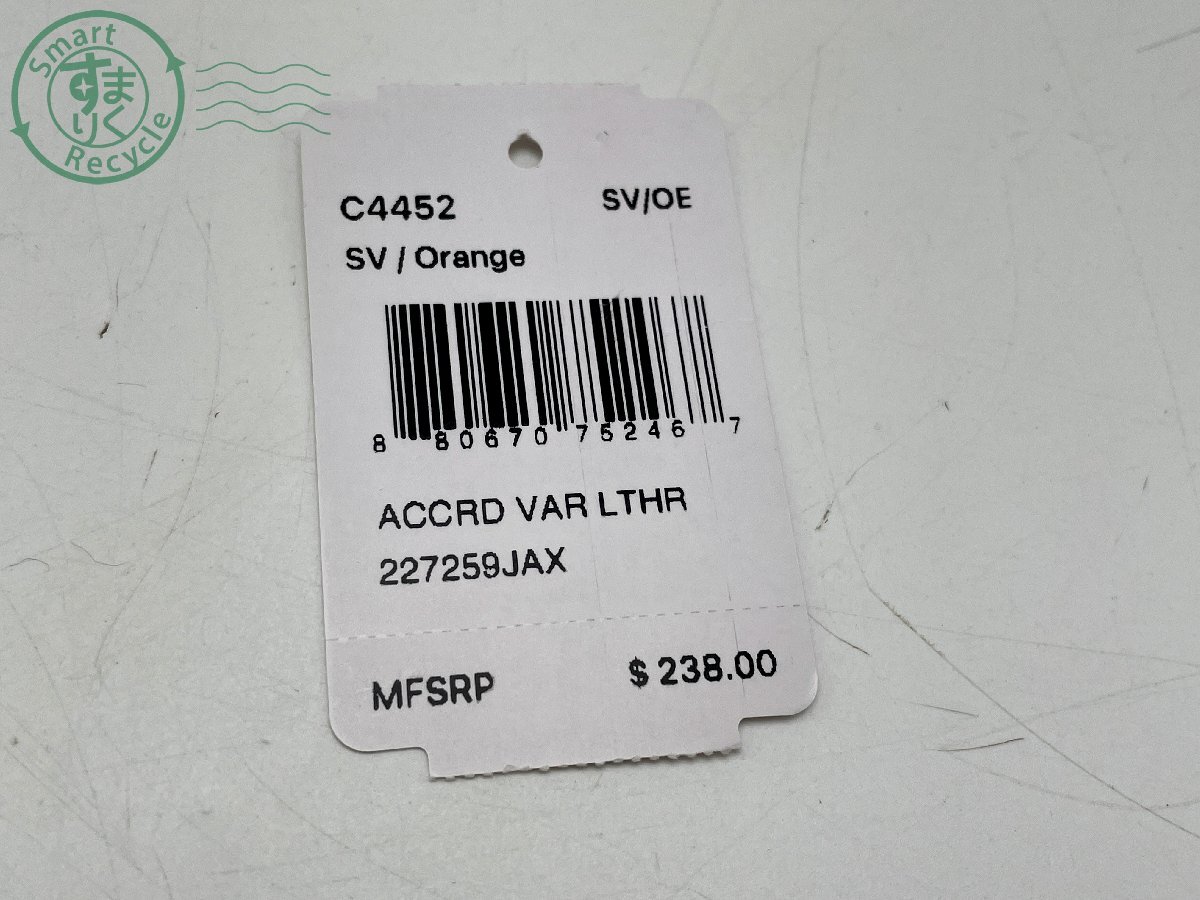 Smart
すまりく
Recycle
C4452 SV/OE
SV / Orange
8 80670 75246 7
ACCRD VAR LTHR
227259JAX
MFSRP $ 238.00